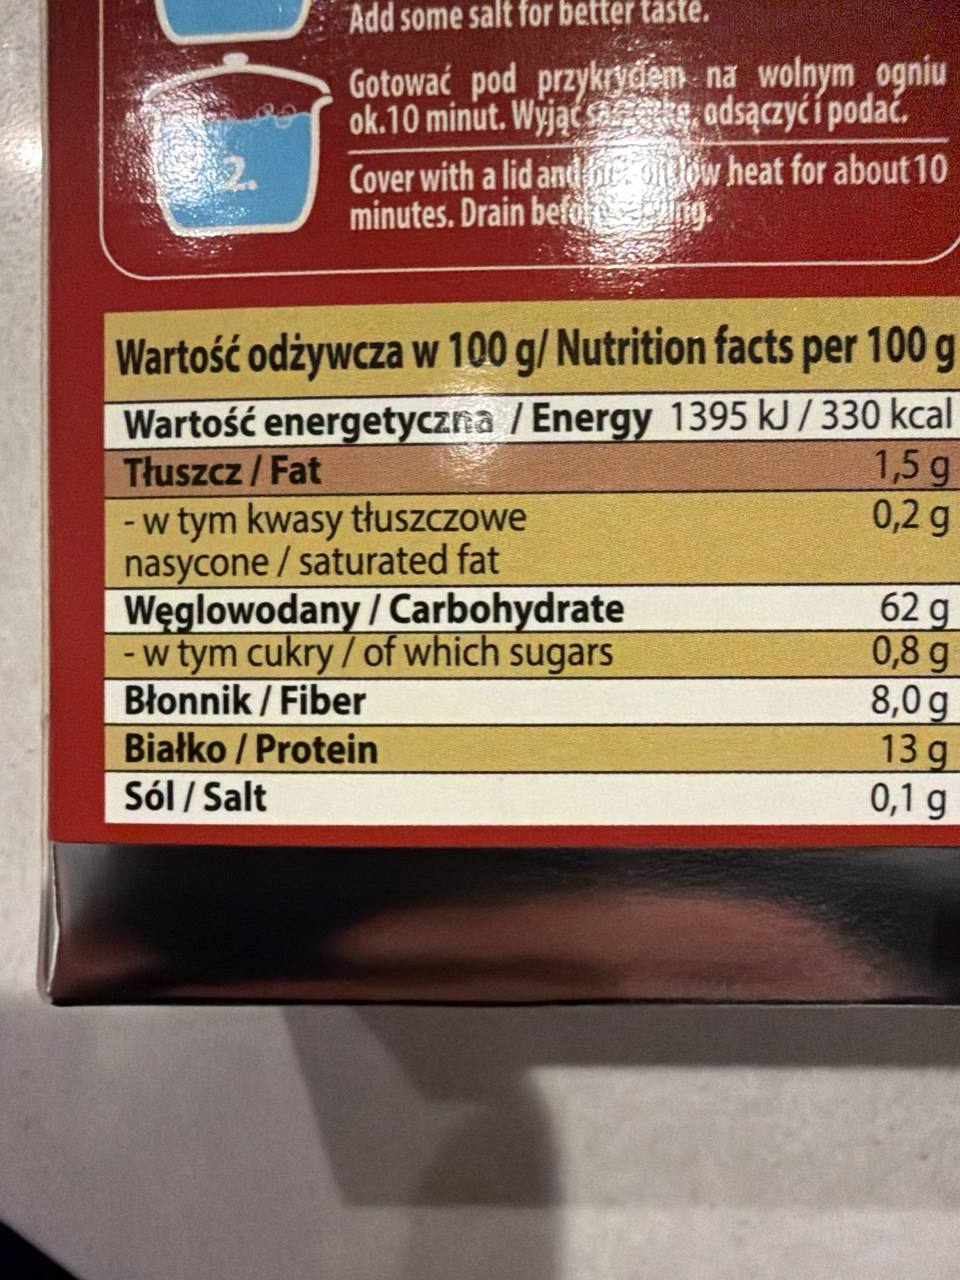 Add some salt for better taste.
Gotować pod przykryciem na wolnym ogniu
ok.10 minut. Wyjąć odsączyć i podać.
2.
Cover with a lid and low heat for about 10
minutes. Drain
Wartość odżywcza w 100 g/ Nutrition facts per 100 g
Wartość energetyczna / Energy 1395 kJ / 330 kcal
Tłuszcz / Fat 1,5 g
- w tym kwasy tłuszczowe 0,2 g
nasycone / saturated fat
Węglowodany / Carbohydrate 62 g
- w tym cukry / of which sugars 0,8 g
Błonnik / Fiber 8,0 g
Białko / Protein 13 g
Sól / Salt 0,1 g